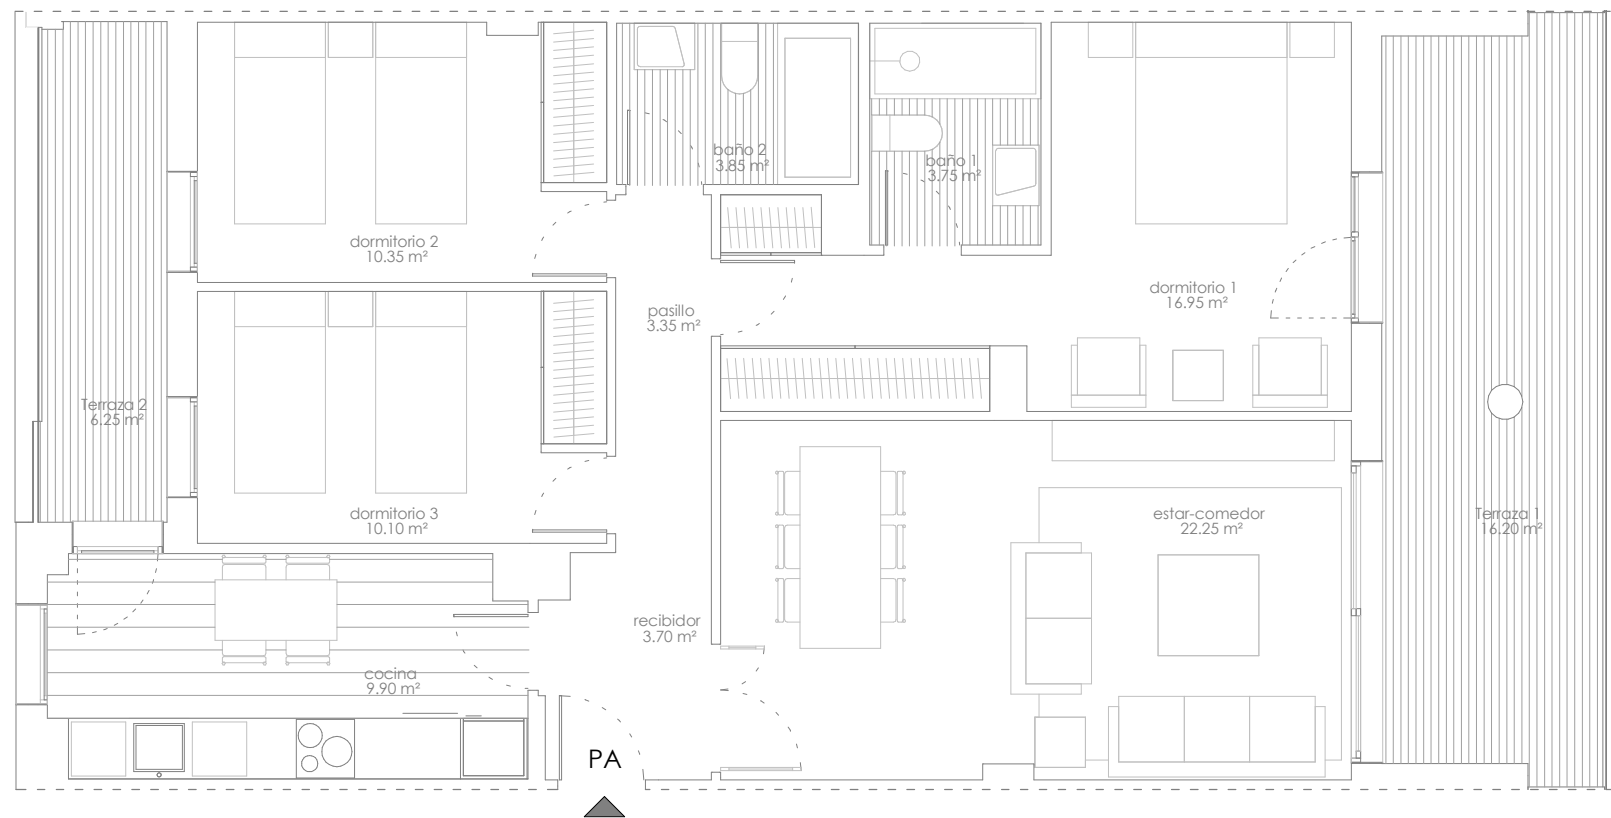 baño 2
3.85 m²
baño 1
3.75 m²
dormitorio 2
10.35 m²
dormitorio 1
16.95 m²
pasillo
3.35 m²
Terraza 2
6.25 m²
dormitorio 3
10.10 m²
estar-comedor
22.25 m²
Terraza 1
16.20 m²
recibidor
3.70 m²
cocina
9.90 m²
PA